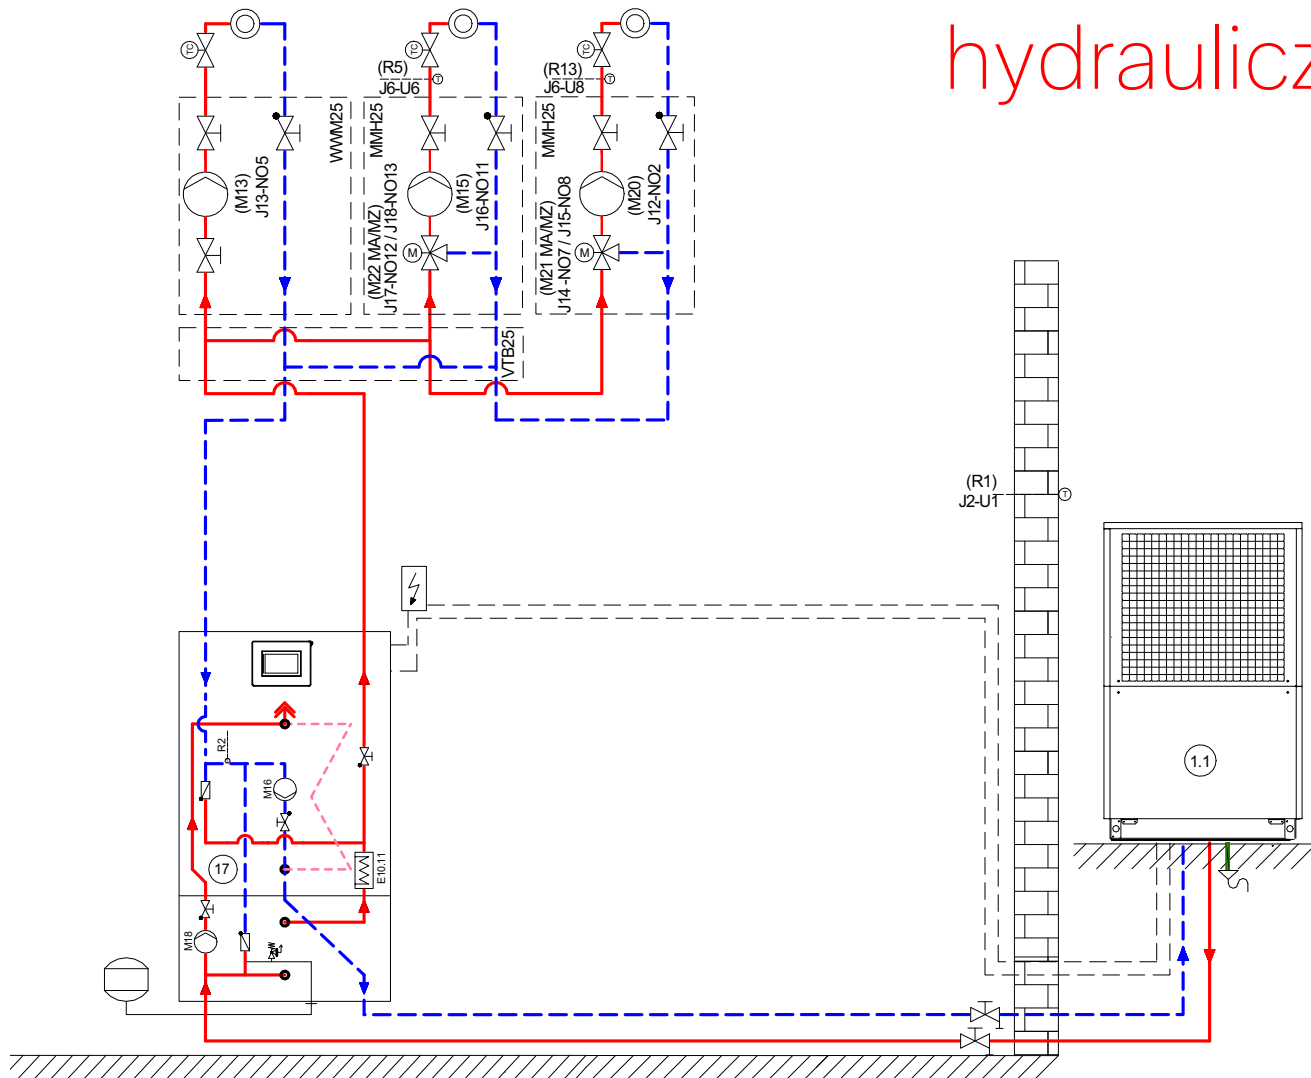 hydraulicz
TC
TC
TC
(R5)
J6-U6
T
(R13)
J6-U8
T
WWM25
(M13)
J13-NO5
MMH25
(M15)
J16-NO11
(M22 MA/MZ)
J17-NO12 / J18-NO13
M
MMH25
(M20)
J12-NO2
(M21 MA/MZ)
J14 -NO7 / J15-NO8
M
VTB25
(R1)
J2-U1
T
R2
M16
1.1
17
E10.11
M18